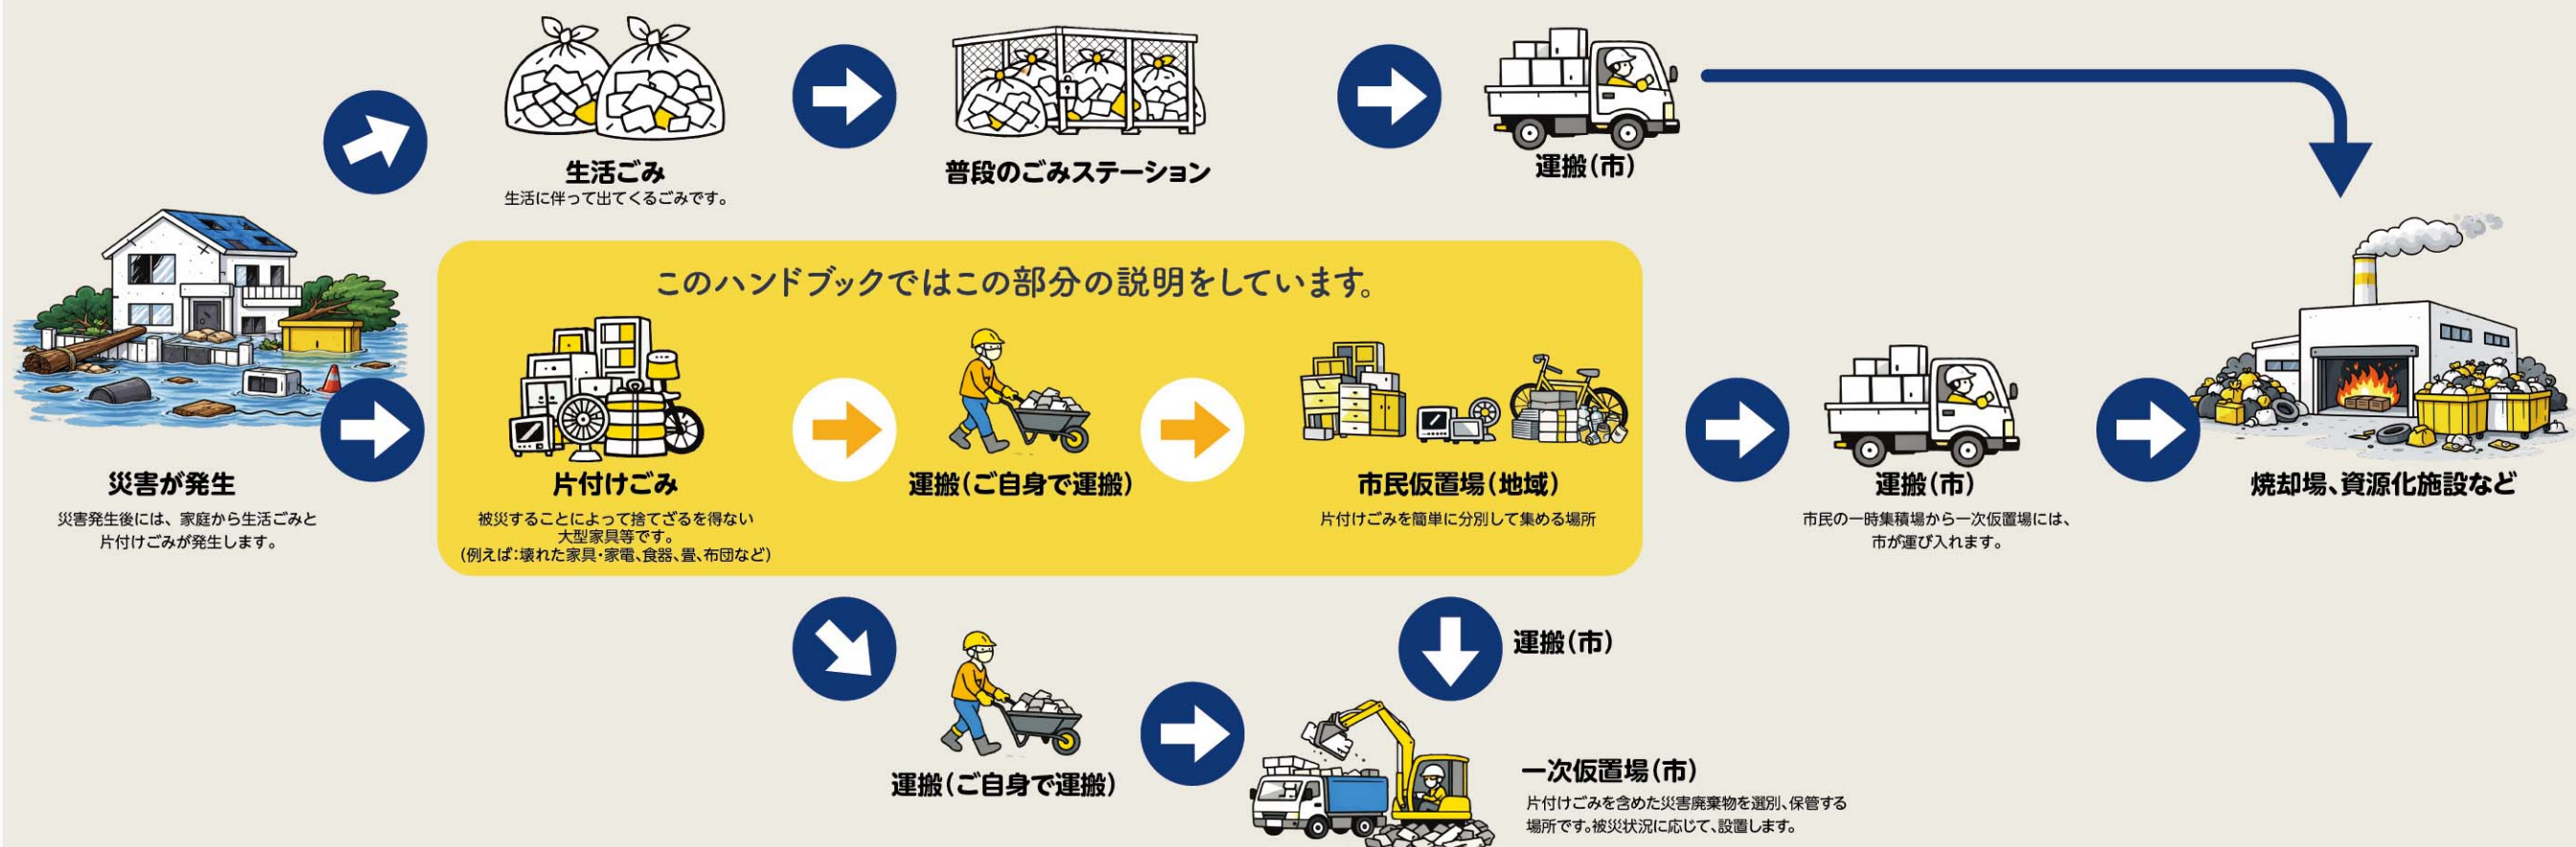 生活ごみ
生活に伴って出てくるごみです。
普段のごみステーション
運搬(市)
災害が発生
災害発生後には、家庭から生活ごみと
片付けごみが発生します。
このハンドブックではこの部分の説明をしています。
片付けごみ
被災することによって捨てざるを得ない
大型家具等です。
(例えば:壊れた家具・家電、食器、畳、布団など)
運搬(ご自身で運搬)
市民仮置場(地域)
片付けごみを簡単に分別して集める場所
運搬(市)
市民の一時集積場から一次仮置場には、
市が運び入れます。
焼却場、資源化施設など
運搬(ご自身で運搬)
運搬(市)
一次仮置場(市)
片付けごみを含めた災害廃棄物を選別、保管する
場所です。被災状況に応じて、設置します。